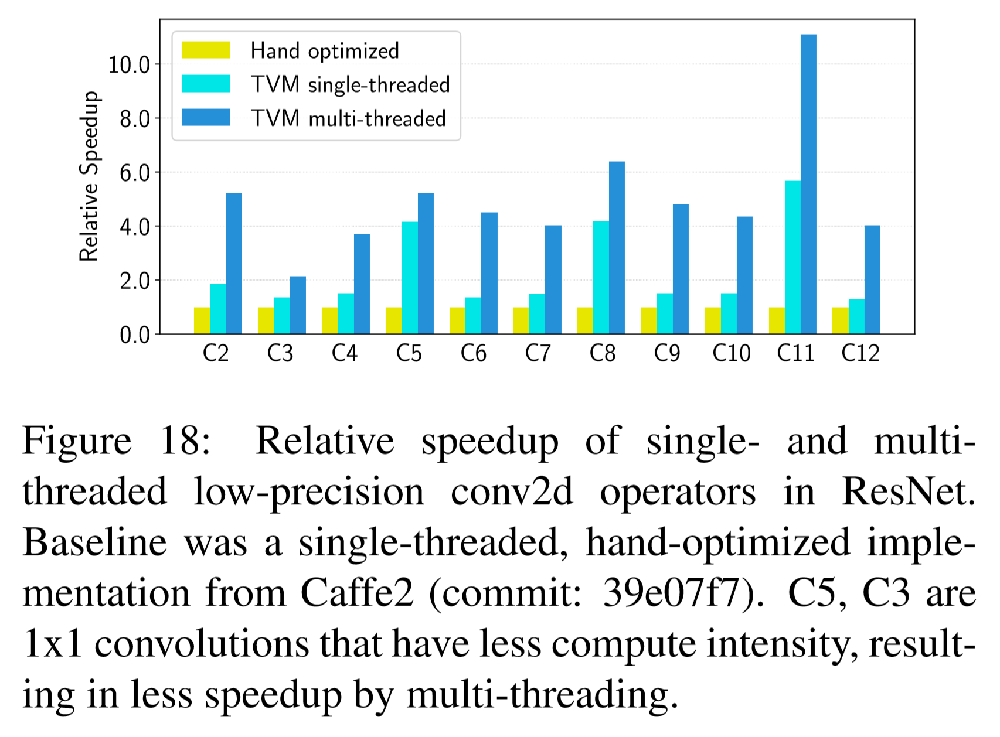 Hand optimized
TVM single-threaded
TVM multi-threaded
Relative Speedup
10.0
8.0
6.0
4.0
2.0
0.0
C2 C3 C4 C5 C6 C7 C8 C9 C10 C11 C12
Figure 18: Relative speedup of single- and multi-
threaded low-precision conv2d operators in ResNet.
Baseline was a single-threaded, hand-optimized imple-
mentation from Caffe2 (commit: 39e07f7). C5, C3 are
1x1 convolutions that have less compute intensity, result-
ing in less speedup by multi-threading.